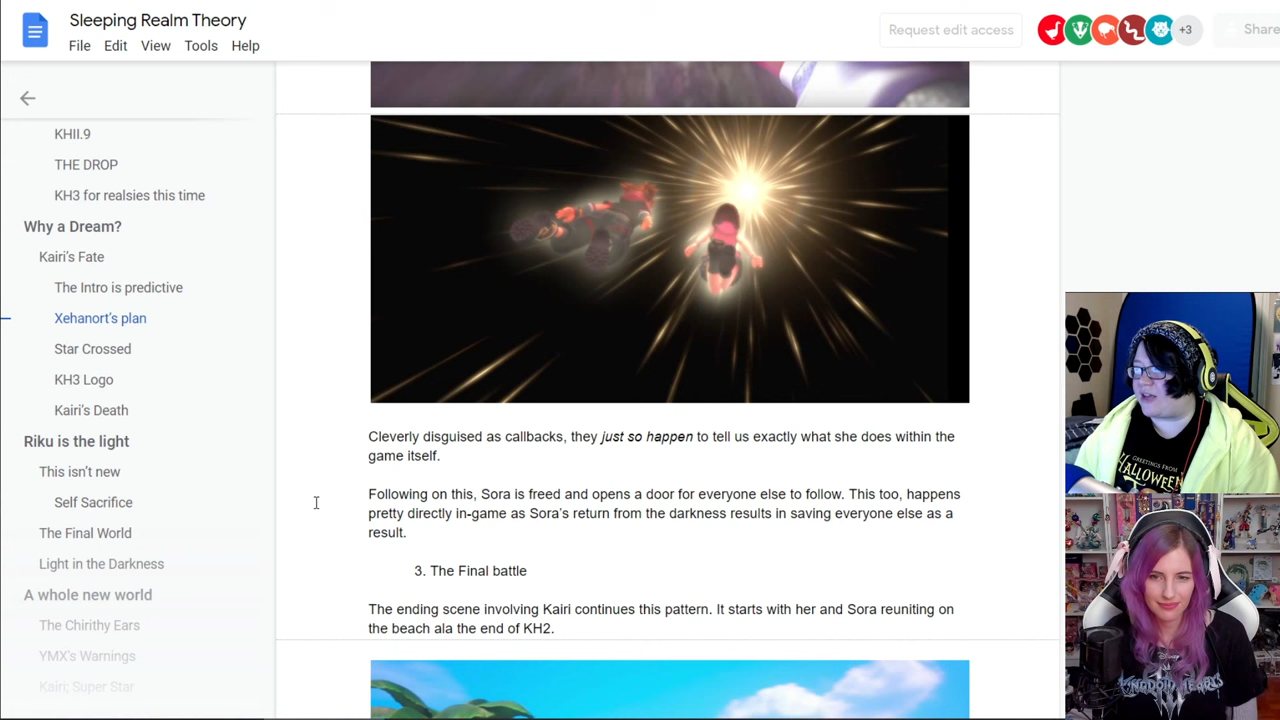 Sleeping Realm Theory
File Edit View Tools Help
Request edit access
+3
Share
KHII.9
THE DROP
KH3 for realsies this time
Why a Dream?
Kairi's Fate
The Intro is predictive
Xehanort's plan
Star Crossed
KH3 Logo
Kairi's Death
Riku is the light
This isn't new
Self Sacrifice
The Final World
Light in the Darkness
A whole new world
The Chirithy Ears
YMX's Warnings
Kairi; Super Star
Cleverly disguised as callbacks, they just so happen to tell us exactly what she does within the
game itself.
Following on this, Sora is freed and opens a door for everyone else to follow. This too, happens
pretty directly in-game as Sora's return from the darkness results in saving everyone else as a
result.
3. The Final battle
The ending scene involving Kairi continues this pattern. It starts with her and Sora reuniting on
the beach ala the end of KH2.
GREETINGS FROM
HALLOWEEN
Disney
KINGDOM HEARTS